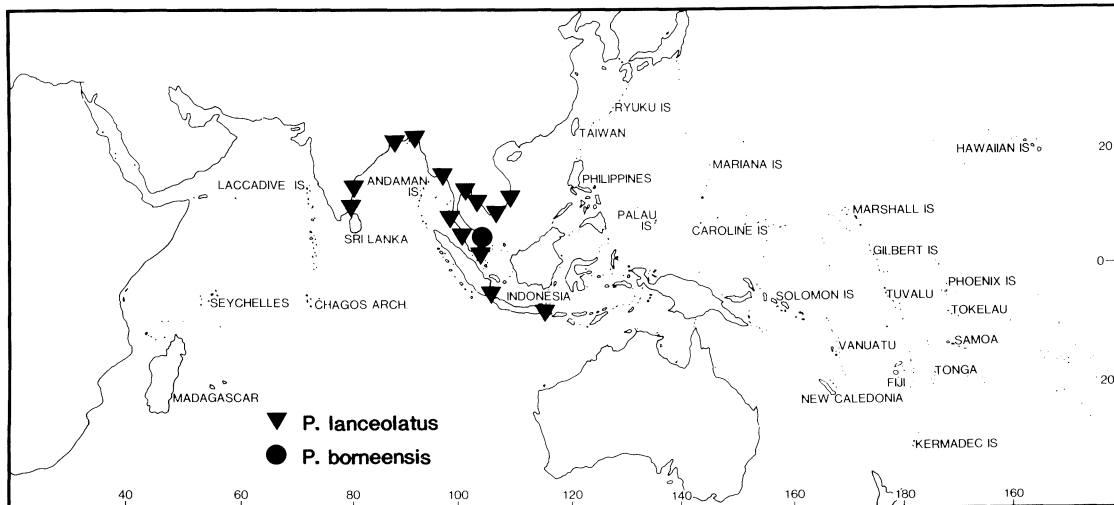 RYUKU IS
TAIWAN
HAWAIIAN IS
20
MARIANA IS
LACCADIVE IS
ANDAMAN
IS
PHILIPPINES
PALAU
IS
MARSHALL IS
CAROLINE IS
SRI LANKA
GILBERT IS
0
PHOENIX IS
INDONESIA
SOLOMON IS
TUVALU
SEYCHELLES
CHAGOS ARCH.
TOKELAU
VANUATU
SAMOA
TONGA
FIJI
20
MADAGASCAR
NEW CALEDONIA
P. lanceolatus
KERMADEC IS
P. borneensis
40 60 80 100 120 140 160 180 160